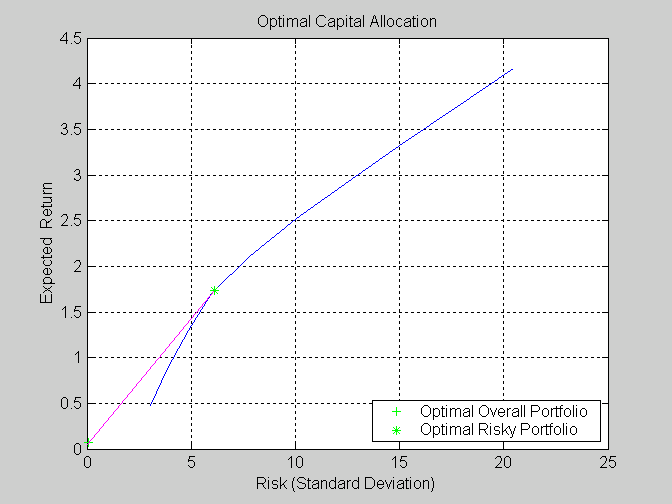 Optimal Capital Allocation
4.5
4
3.5
3
2.5
2
1.5
1
0.5
0
Expected Return
0 5 10 15 20 25
Risk (Standard Deviation)
Optimal Overall Portfolio
Optimal Risky Portfolio